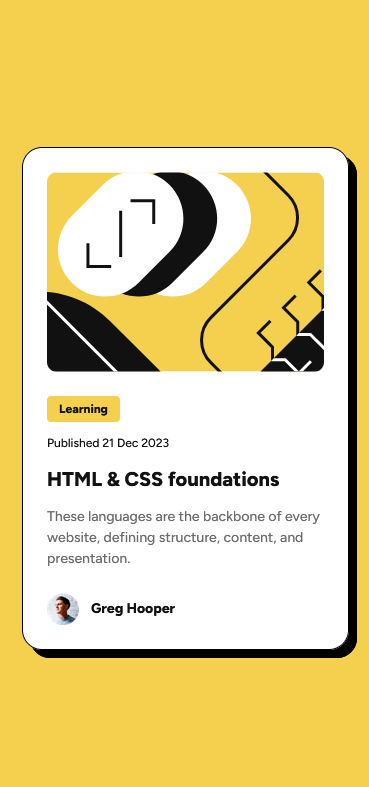 Learning
Published 21 Dec 2023
HTML & CSS foundations
These languages are the backbone of every
website, defining structure, content, and
presentation.
Greg Hooper